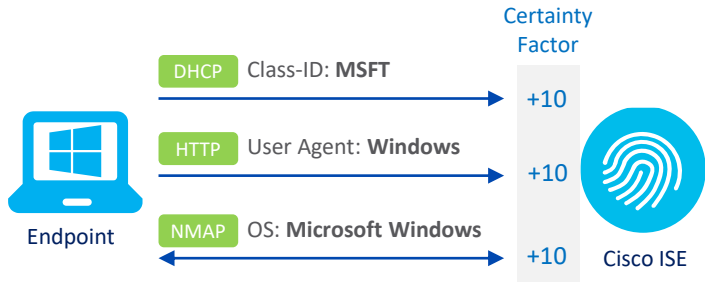 Certainty
Factor
DHCP Class-ID: MSFT
+10
HTTP User Agent: Windows
+10
NMAP OS: Microsoft Windows
+10
Endpoint
Cisco ISE